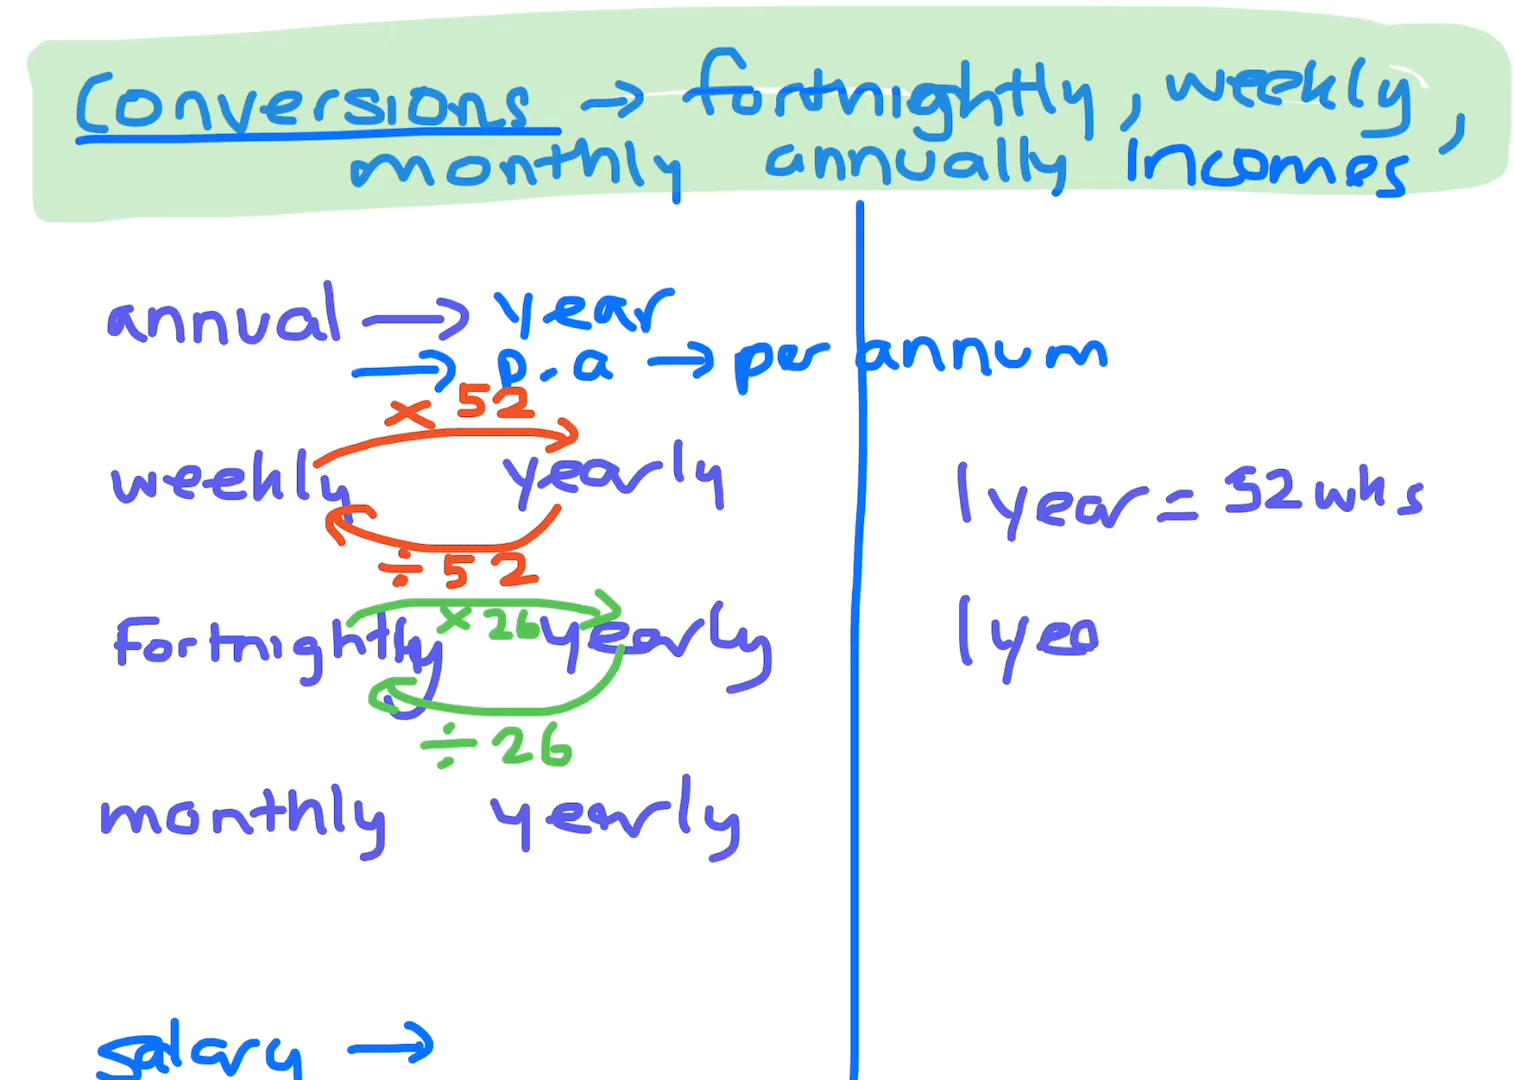 Conversions → fortnightly, weekly,
monthly annually incomes
annual → year
→ p.a → per annum
× 52
weekly yearly
1 year = 52 wks
÷ 52
× 26
Fortnightly yearly
1 yea
÷ 26
monthly yearly
salary →